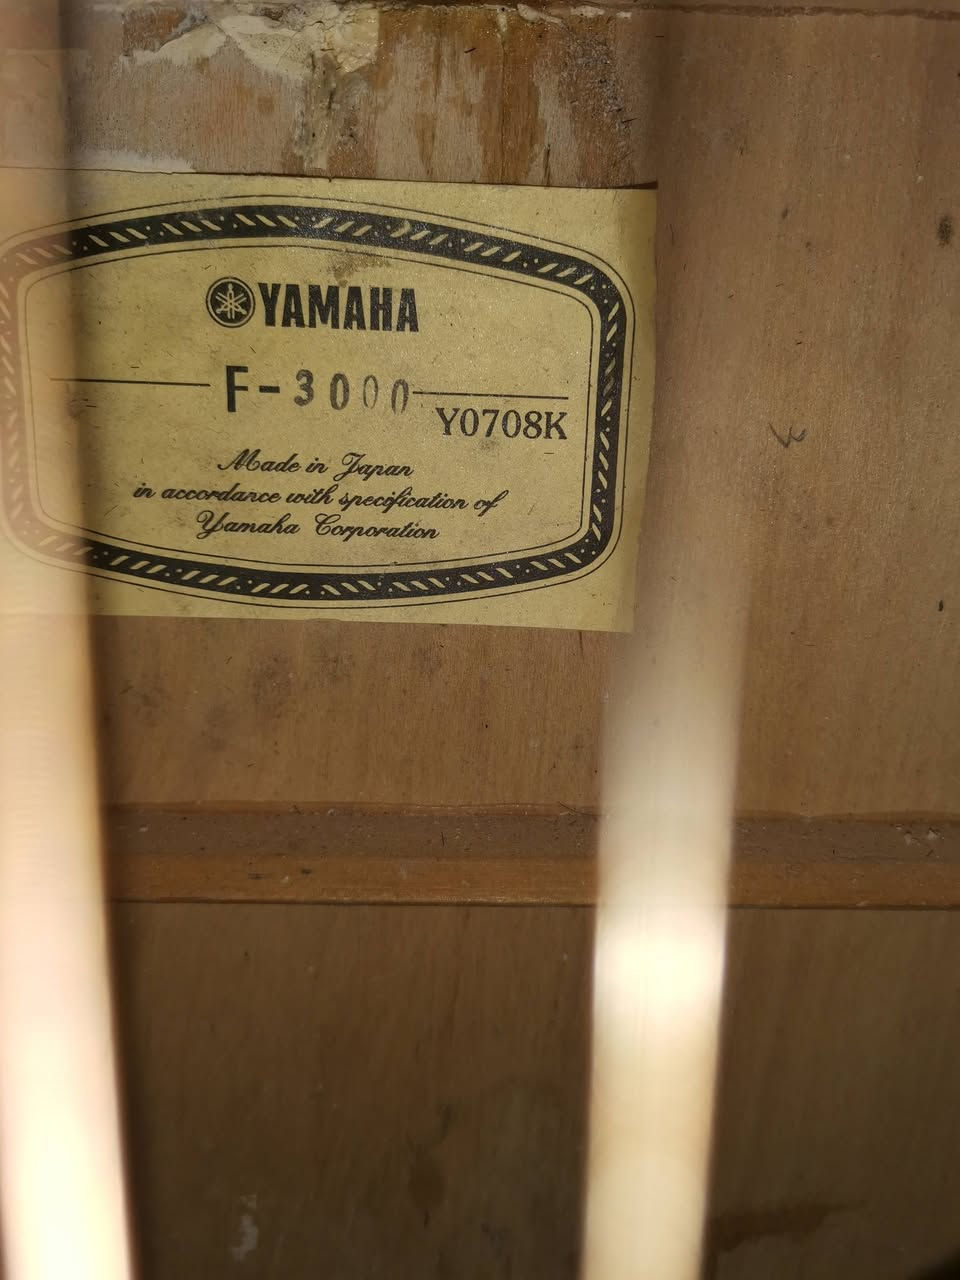 YAMAHA
F-3000
Y0708K
Made in Japan
in accordance with specification of
Yamaha Corporation